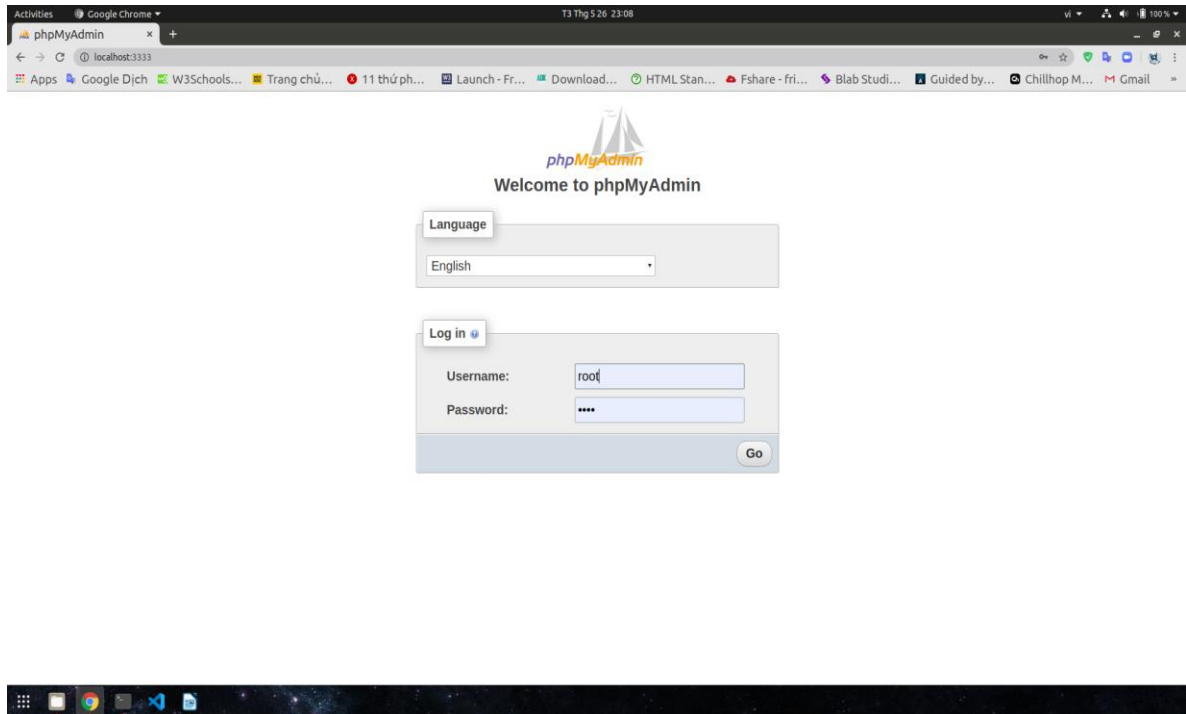 Activities Google Chrome T3 Thg 5 26 23:08 vi 100 %
phpMyAdmin × +
localhost:3333
Apps Google Dịch W3Schools... Trang chủ... 11 thứ ph... Launch - Fr... Download... HTML Stan... Fshare - fri... Blab Studi... Guided by... Chillhop M... Gmail »
phpMyAdmin
Welcome to phpMyAdmin
Language
English
Log in
Username: root
Password: ••••
Go